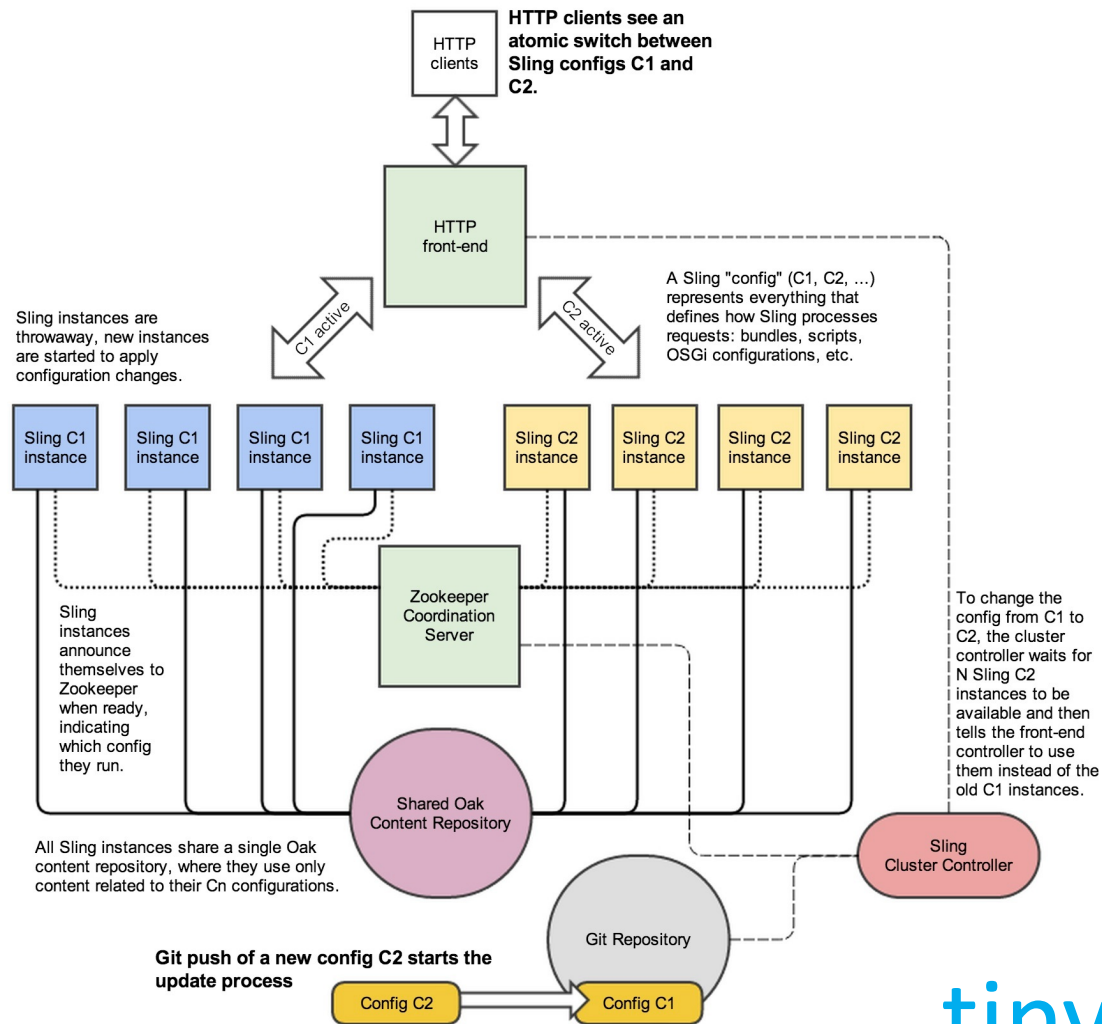 HTTP clients see an
atomic switch between
Sling configs C1 and
C2.
HTTP
clients
HTTP
front-end
A Sling "config" (C1, C2, ...)
represents everything that
defines how Sling processes
requests: bundles, scripts,
OSGi configurations, etc.
Sling instances are
throwaway, new instances
are started to apply
configuration changes.
C1 active
C2 active
Sling C1
instance
Sling C1
instance
Sling C1
instance
Sling C1
instance
Sling C2
instance
Sling C2
instance
Sling C2
instance
Sling C2
instance
Zookeeper
Coordination
Server
Sling
instances
announce
themselves to
Zookeeper
when ready,
indicating
which config
they run.
To change the
config from C1 to
C2, the cluster
controller waits for
N Sling C2
instances to be
available and then
tells the front-end
controller to use
them instead of the
old C1 instances.
Shared Oak
Content Repository
All Sling instances share a single Oak
content repository, where they use only
content related to their Cn configurations.
Sling
Cluster Controller
Git Repository
Git push of a new config C2 starts the
update process
Config C2
Config C1